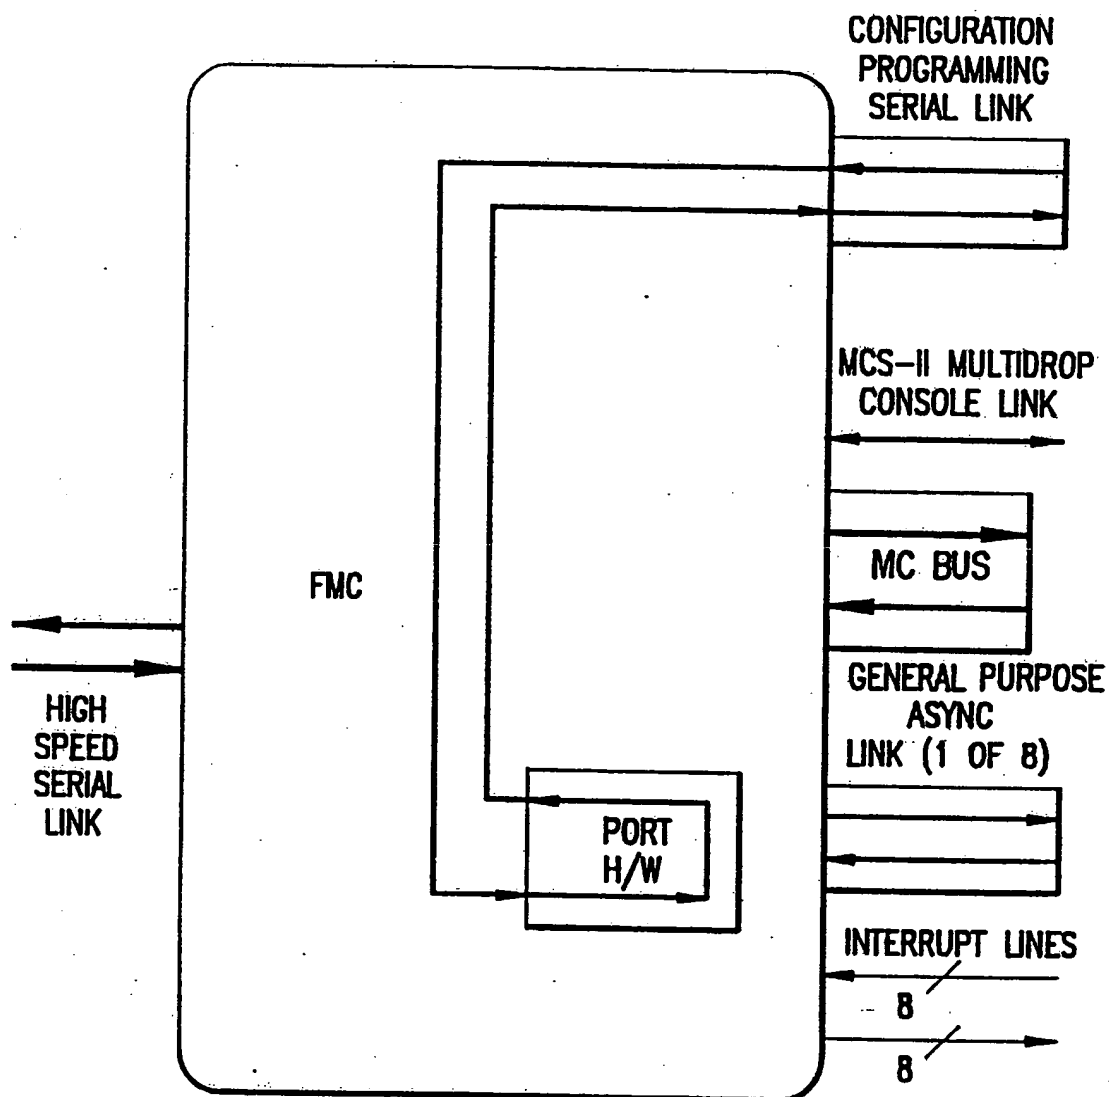 CONFIGURATION
PROGRAMMING
SERIAL LINK
MCS-II MULTIDROP
CONSOLE LINK
MC BUS
FMC
HIGH
SPEED
SERIAL
LINK
GENERAL PURPOSE
ASYNC
LINK (1 OF 8)
PORT
H/W
INTERRUPT LINES
8
8